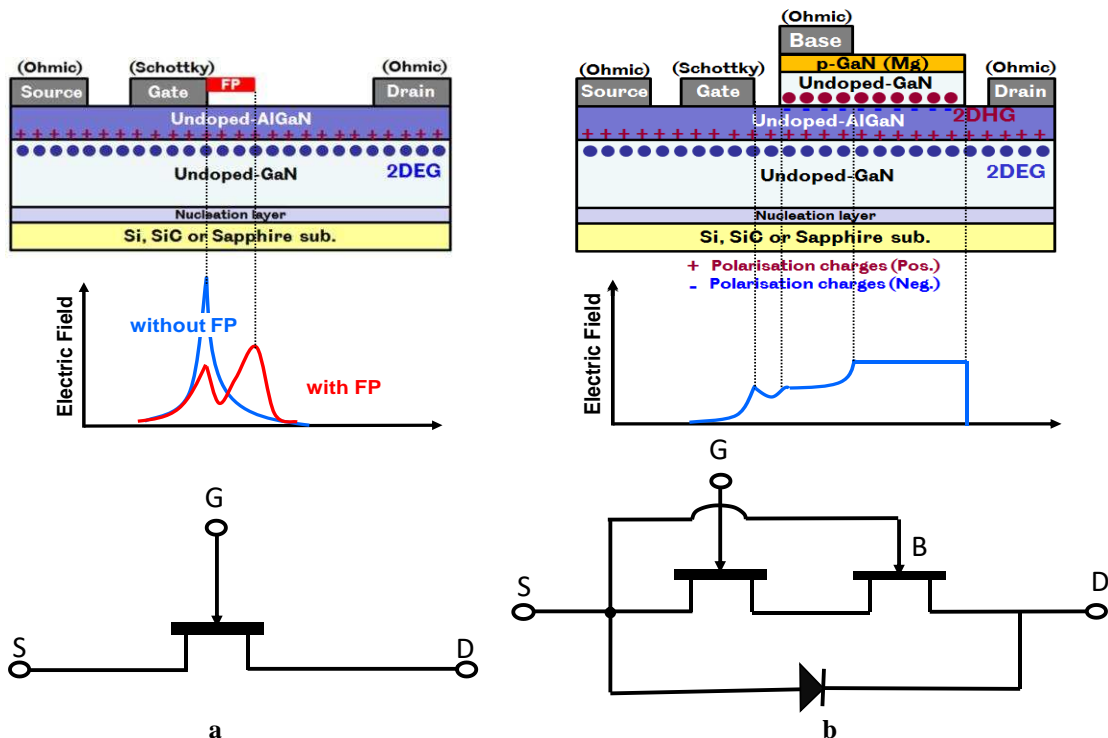 (Ohmic)
(Schottky)
(Ohmic)
Source
Gate
FP
Drain
Undoped-AlGaN
+ + + + + + + + + + + + + + + + + + + + + + + +
2DEG
Undoped-GaN
Nucleation layer
Si, SiC or Sapphire sub.
Electric Field
without FP
with FP
G
S
D
a
(Ohmic)
Base
p-GaN (Mg)
(Ohmic)
(Schottky)
Undoped-GaN
(Ohmic)
Source
Gate
Drain
Undoped-AlGaN
2DHG
+ + + + + + + + + + + + + + + + + + + + + + + +
2DEG
Undoped-GaN
Nucleation layer
Si, SiC or Sapphire sub.
+ Polarisation charges (Pos.)
- Polarisation charges (Neg.)
Electric Field
G
B
S
D
b